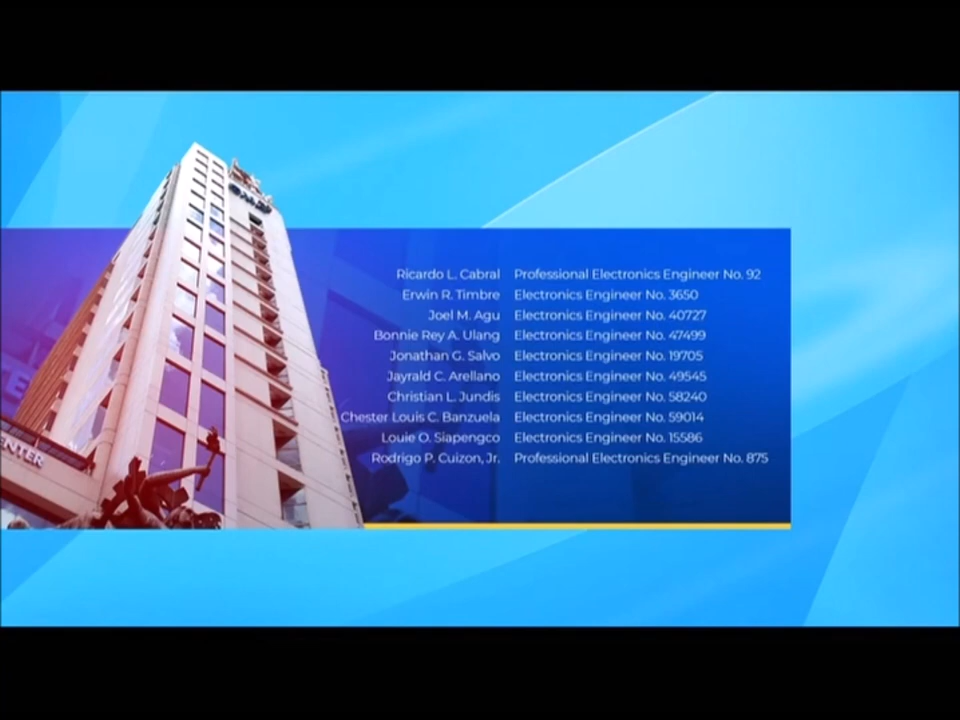 Ricardo L. Cabral Professional Electronics Engineer No. 92
Erwin R. Timbre Electronics Engineer No. 3650
Joel M. Agu Electronics Engineer No. 40727
Bonnie Rey A. Ulang Electronics Engineer No. 47499
Jonathan G. Salvo Electronics Engineer No. 19705
Jayrald C. Arellano Electronics Engineer No. 49545
Christian L. Jundis Electronics Engineer No. 58240
Chester Louis C. Banzuela Electronics Engineer No. 59014
Louie O. Siapengco Electronics Engineer No. 15586
Rodrigo P. Cuizon, Jr. Professional Electronics Engineer No. 875
ENTER